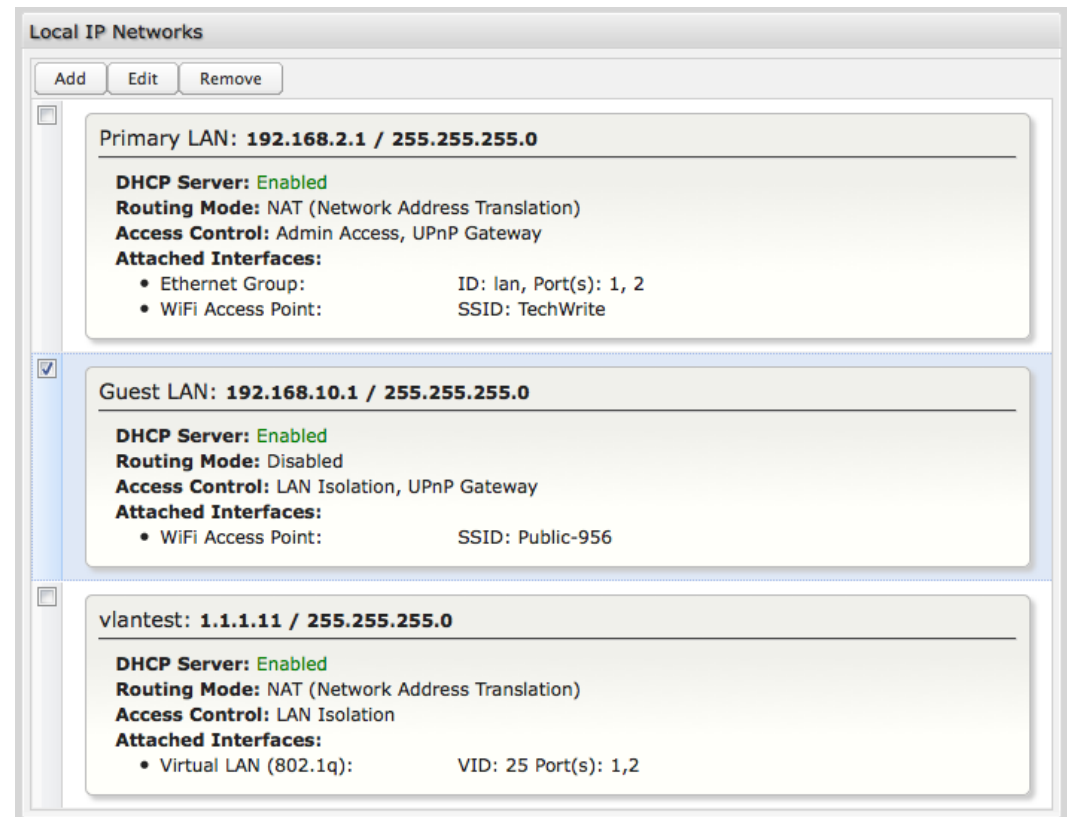 Local IP Networks
Add Edit Remove
Primary LAN: 192.168.2.1 / 255.255.255.0
DHCP Server: Enabled
Routing Mode: NAT (Network Address Translation)
Access Control: Admin Access, UPnP Gateway
Attached Interfaces:
• Ethernet Group: ID: lan, Port(s): 1, 2
• WiFi Access Point: SSID: TechWrite
Guest LAN: 192.168.10.1 / 255.255.255.0
DHCP Server: Enabled
Routing Mode: Disabled
Access Control: LAN Isolation, UPnP Gateway
Attached Interfaces:
• WiFi Access Point: SSID: Public-956
vlantest: 1.1.1.11 / 255.255.255.0
DHCP Server: Enabled
Routing Mode: NAT (Network Address Translation)
Access Control: LAN Isolation
Attached Interfaces:
• Virtual LAN (802.1q): VID: 25 Port(s): 1,2